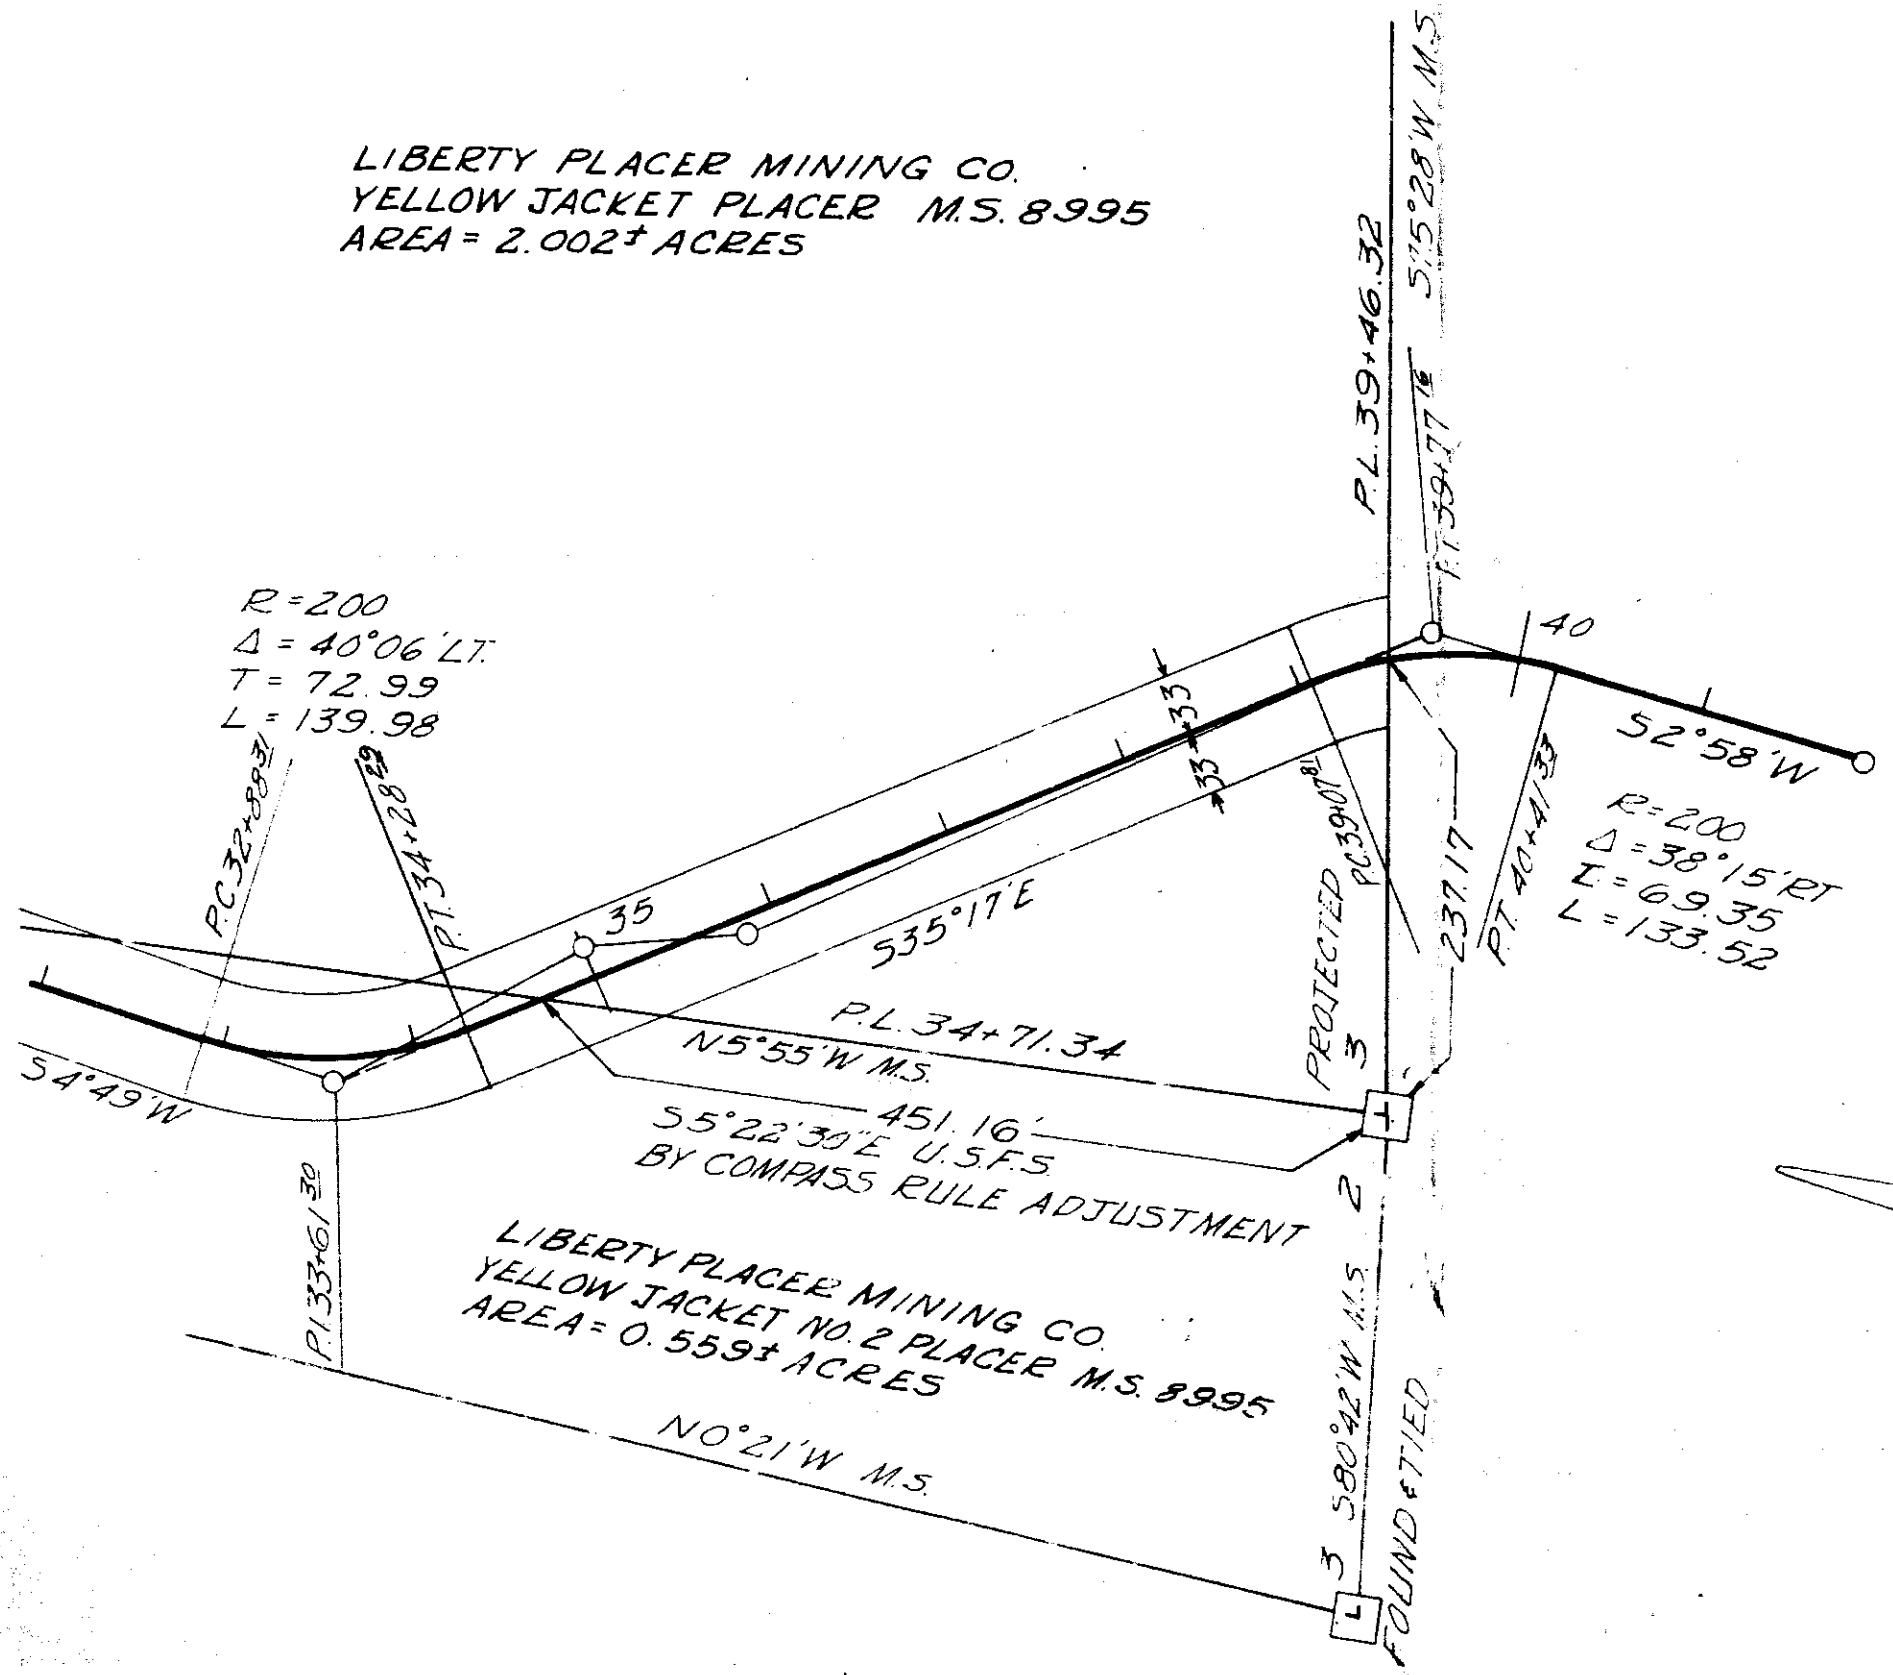 LIBERTY PLACER MINING CO.
YELLOW JACKET PLACER M.S. 8995
AREA = 2.002± ACRES
P.L. 39+46.32
S75°28'W M.S.
P.I. 39+77 16
R = 200
Δ = 40°06' LT.
T = 72.99
L = 139.98
P.C. 32+88 31
P.T. 34+28 29
35
33
33
40
S2°58'W
R = 200
Δ = 38°15' RT
T = 69.35
L = 133.52
P.C. 39+07 81
237.17
P.T. 40+41 33
S35°17'E
PROJECTED
3
P.L. 34+71.34
N5°55'W M.S.
S4°49'W
451.16'
S5°22'30"E U.S.F.S.
BY COMPASS RULE ADJUSTMENT
2
P.I. 33+61 30
LIBERTY PLACER MINING CO.
YELLOW JACKET NO. 2 PLACER M.S. 8995
AREA = 0.559± ACRES
N0°21'W M.S.
3 S80°42'W M.S.
FOUND & TIED